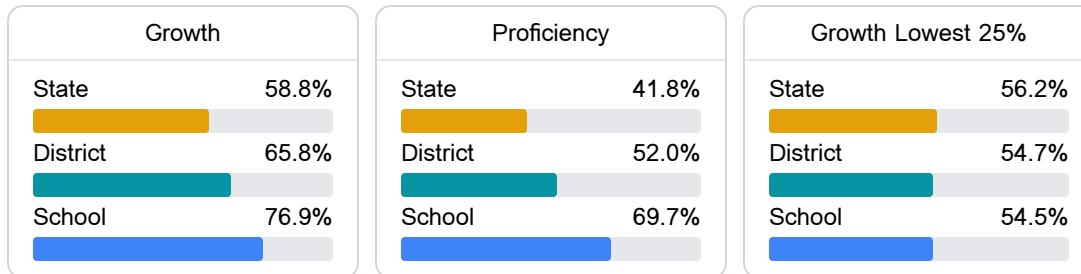 Growth
State 58.8%
District 65.8%
School 76.9%
Proficiency
State 41.8%
District 52.0%
School 69.7%
Growth Lowest 25%
State 56.2%
District 54.7%
School 54.5%